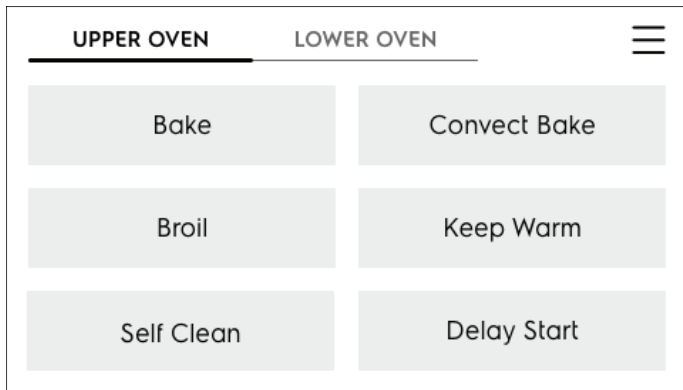 UPPER OVEN LOWER OVEN
Bake Convect Bake
Broil Keep Warm
Self Clean Delay Start